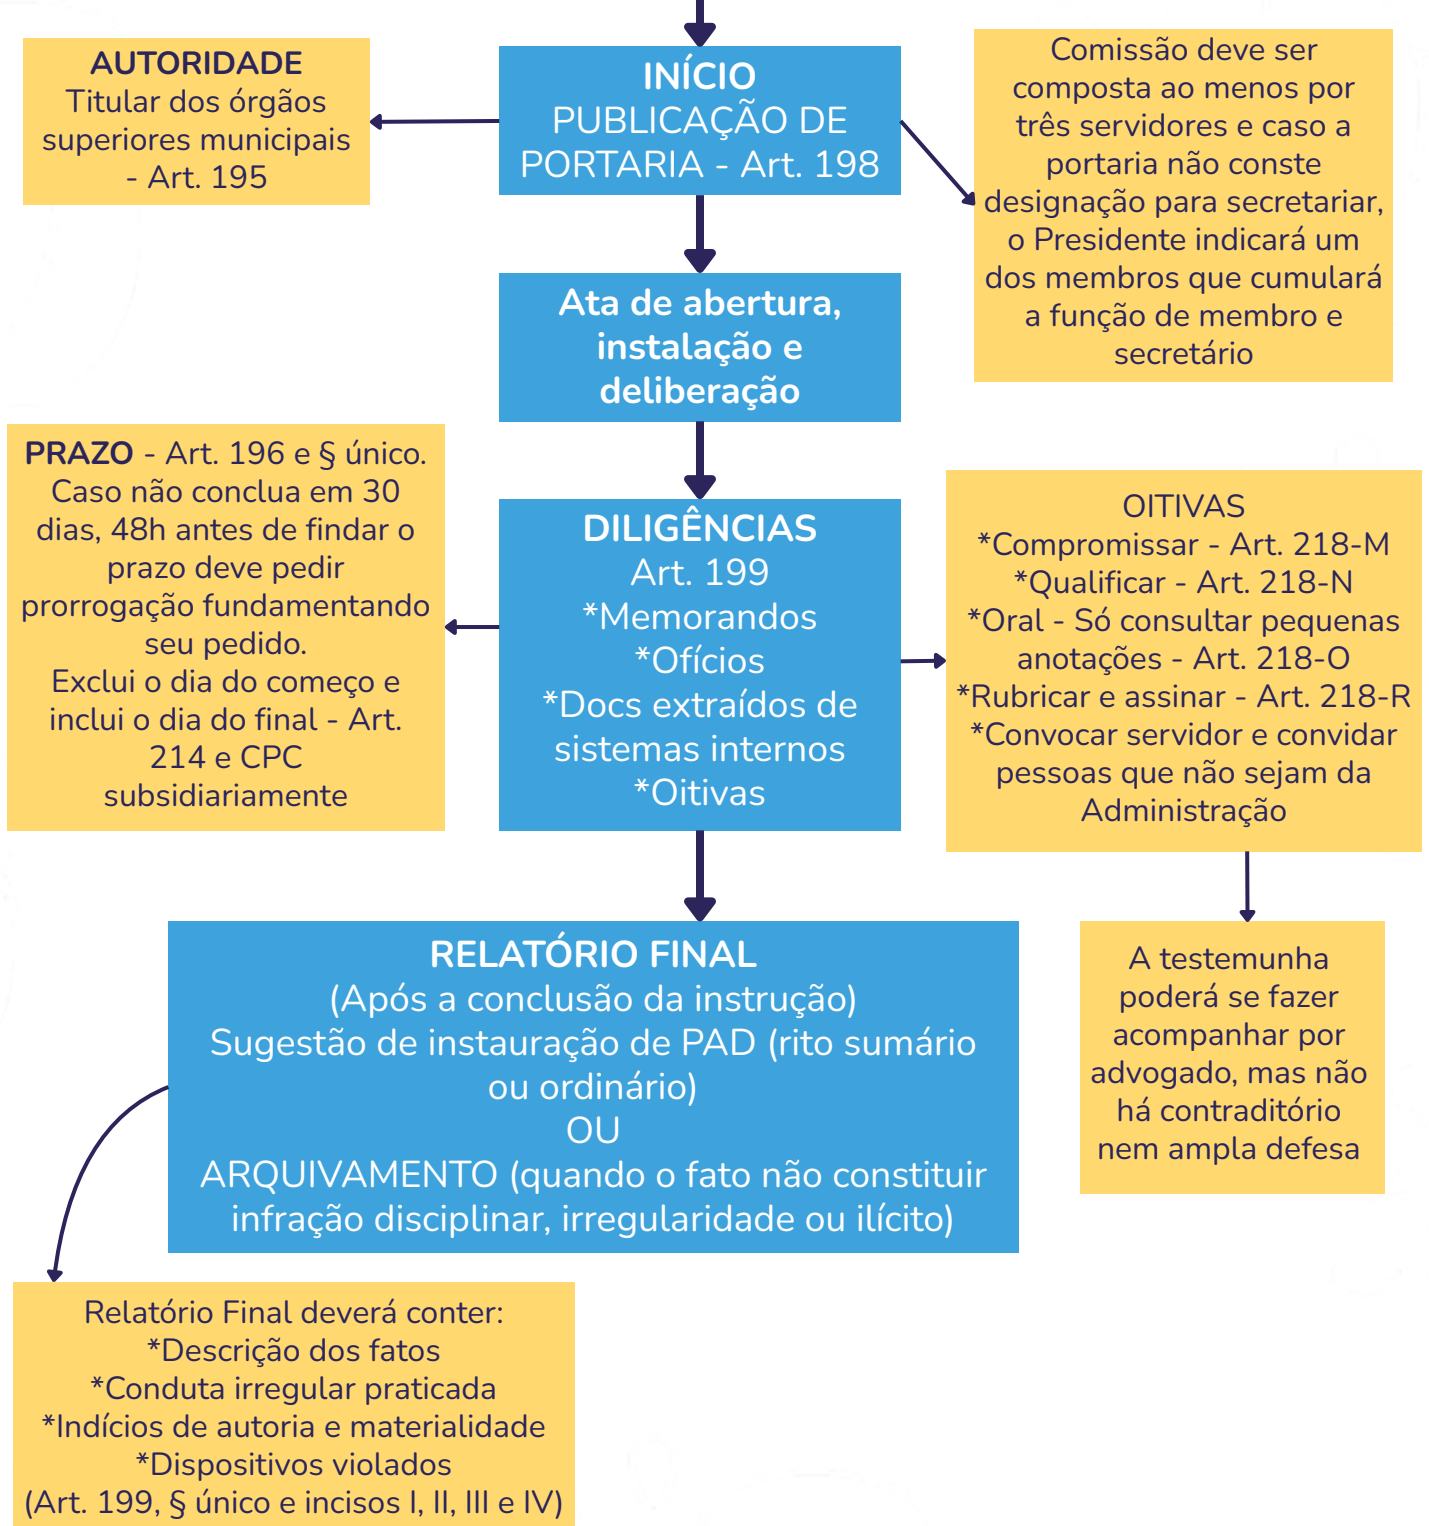 AUTORIDADE
Titular dos órgãos
superiores municipais
- Art. 195
INÍCIO
PUBLICAÇÃO DE
PORTARIA - Art. 198
Comissão deve ser
composta ao menos por
três servidores e caso a
portaria não conste
designação para secretariar,
o Presidente indicará um
dos membros que cumulará
a função de membro e
secretário
Ata de abertura,
instalação e
deliberação
PRAZO - Art. 196 e § único.
Caso não conclua em 30
dias, 48h antes de findar o
prazo deve pedir
prorrogação fundamentando
seu pedido.
Exclui o dia do começo e
inclui o dia do final - Art.
214 e CPC
subsidiariamente
DILIGÊNCIAS
Art. 199
*Memorandos
*Ofícios
*Docs extraídos de
sistemas internos
*Oitivas
OITIVAS
*Compromissar - Art. 218-M
*Qualificar - Art. 218-N
*Oral - Só consultar pequenas
anotações - Art. 218-O
*Rubricar e assinar - Art. 218-R
*Convocar servidor e convidar
pessoas que não sejam da
Administração
RELATÓRIO FINAL
(Após a conclusão da instrução)
Sugestão de instauração de PAD (rito sumário
ou ordinário)
OU
ARQUIVAMENTO (quando o fato não constituir
infração disciplinar, irregularidade ou ilícito)
A testemunha
poderá se fazer
acompanhar por
advogado, mas não
há contraditório
nem ampla defesa
Relatório Final deverá conter:
*Descrição dos fatos
*Conduta irregular praticada
*Indícios de autoria e materialidade
*Dispositivos violados
(Art. 199, § único e incisos I, II, III e IV)